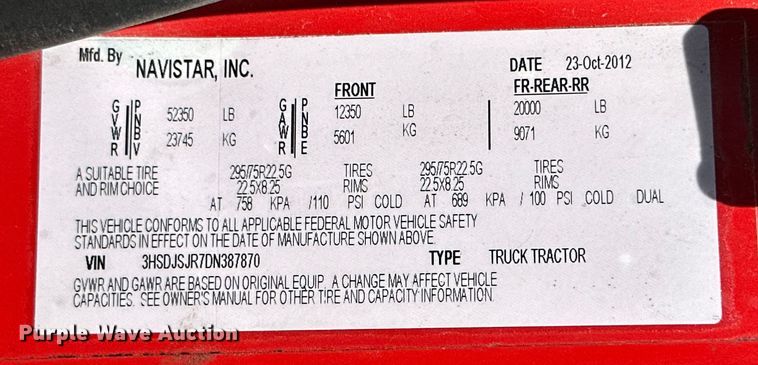 Mfd. By NAVISTAR, INC. DATE 23-Oct-2012
FRONT FR-REAR-RR
GVWR PNBV 52350 LB GAWR PNBE 12350 LB 20000 LB
23745 KG 5601 KG 9071 KG
A SUITABLE TIRE 295/75R22.5G TIRES 295/75R22.5G TIRES
AND RIM CHOICE 22.5X8.25 RIMS 22.5X8.25 RIMS
AT 758 KPA /110 PSI COLD AT 689 KPA / 100 PSI COLD DUAL
THIS VEHICLE CONFORMS TO ALL APPLICABLE FEDERAL MOTOR VEHICLE SAFETY
STANDARDS IN EFFECT ON THE DATE OF MANUFACTURE SHOWN ABOVE.
VIN 3HSDJSJR7DN387870 TYPE TRUCK TRACTOR
GVWR AND GAWR ARE BASED ON ORIGINAL EQUIP. A CHANGE MAY AFFECT VEHICLE
CAPACITIES. SEE OWNER'S MANUAL FOR OTHER TIRE AND CAPACITY INFORMATION
Purple Wave Auction